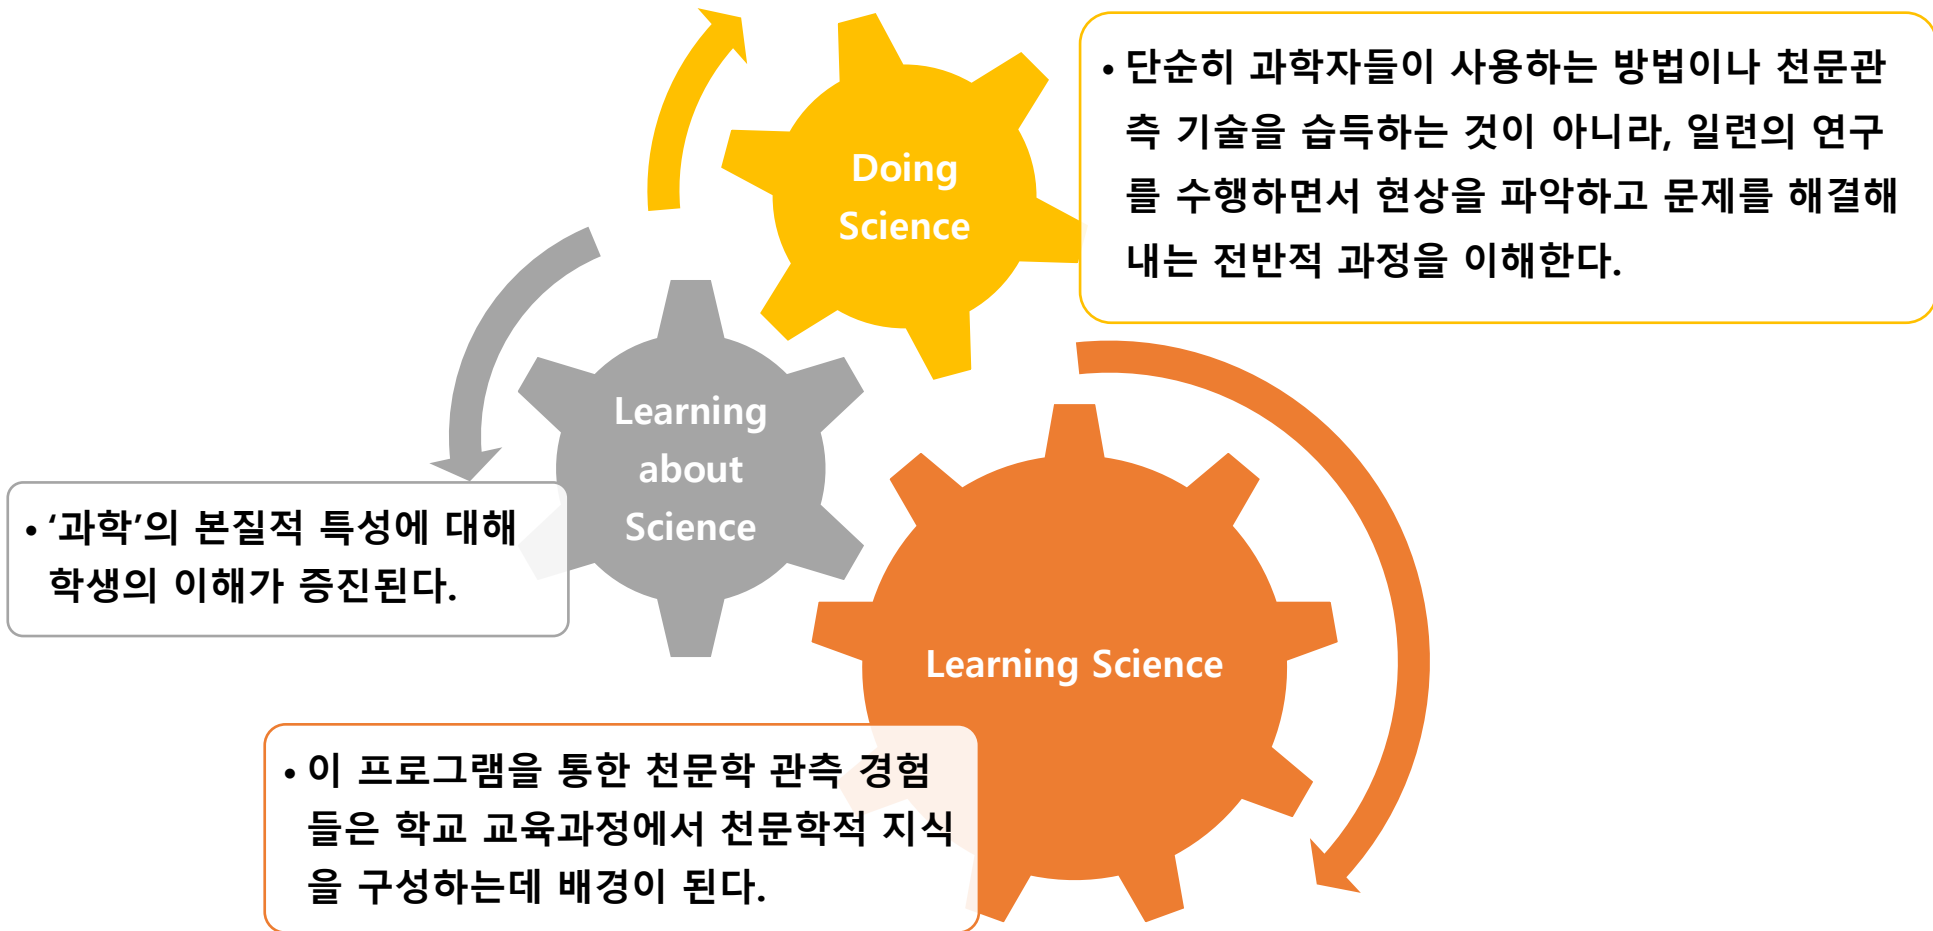 Doing
Science
• 단순히 과학자들이 사용하는 방법이나 천문관
측 기술을 습득하는 것이 아니라, 일련의 연구
를 수행하면서 현상을 파악하고 문제를 해결해
내는 전반적 과정을 이해한다.
Learning
about
Science
• ‘과학’의 본질적 특성에 대해
학생의 이해가 증진된다.
Learning Science
• 이 프로그램을 통한 천문학 관측 경험
들은 학교 교육과정에서 천문학적 지식
을 구성하는데 배경이 된다.